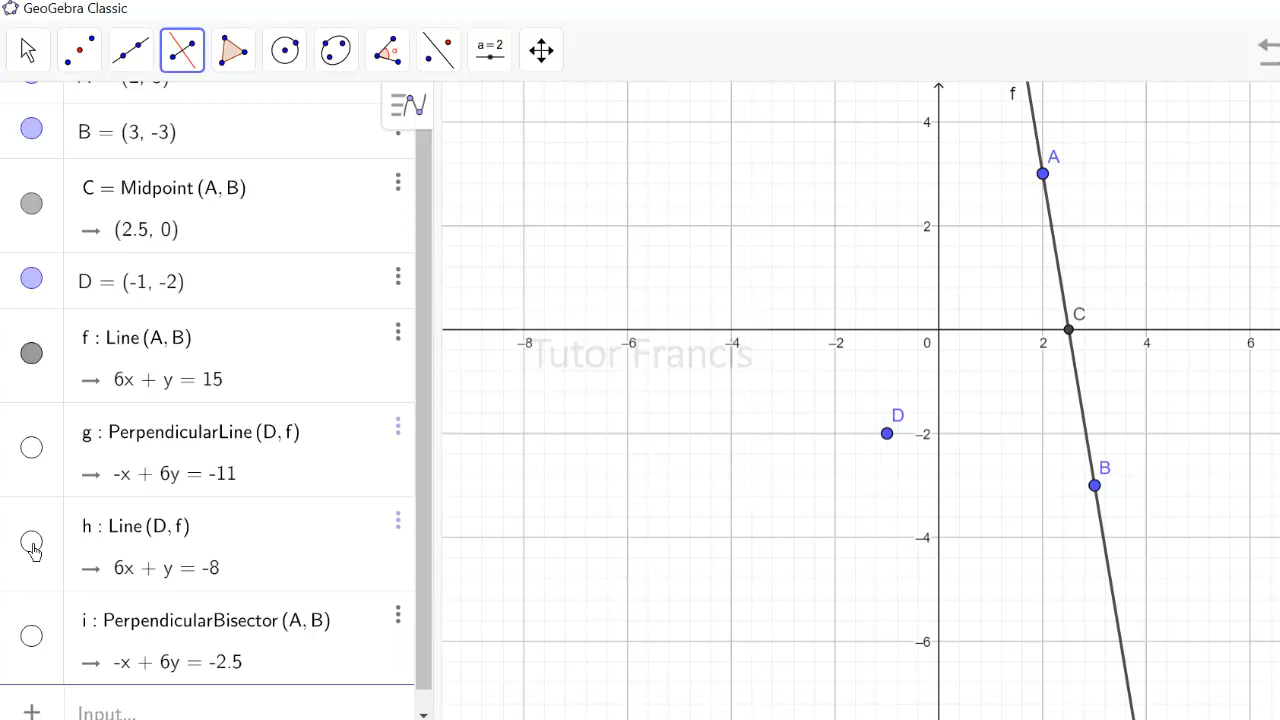 GeoGebra Classic
α
a=2
B = (3, -3)
C = Midpoint (A, B)
→ (2.5, 0)
D = (-1, -2)
f : Line (A, B)
→ 6x + y = 15
g : PerpendicularLine (D, f)
→ -x + 6y = -11
h : Line (D, f)
→ 6x + y = -8
i : PerpendicularBisector (A, B)
→ -x + 6y = -2.5
+ Input...
f
4
A
2
C
-8 -6 -4 -2 0 2 4 6
Tutor Francis
D
-2
B
-4
-6